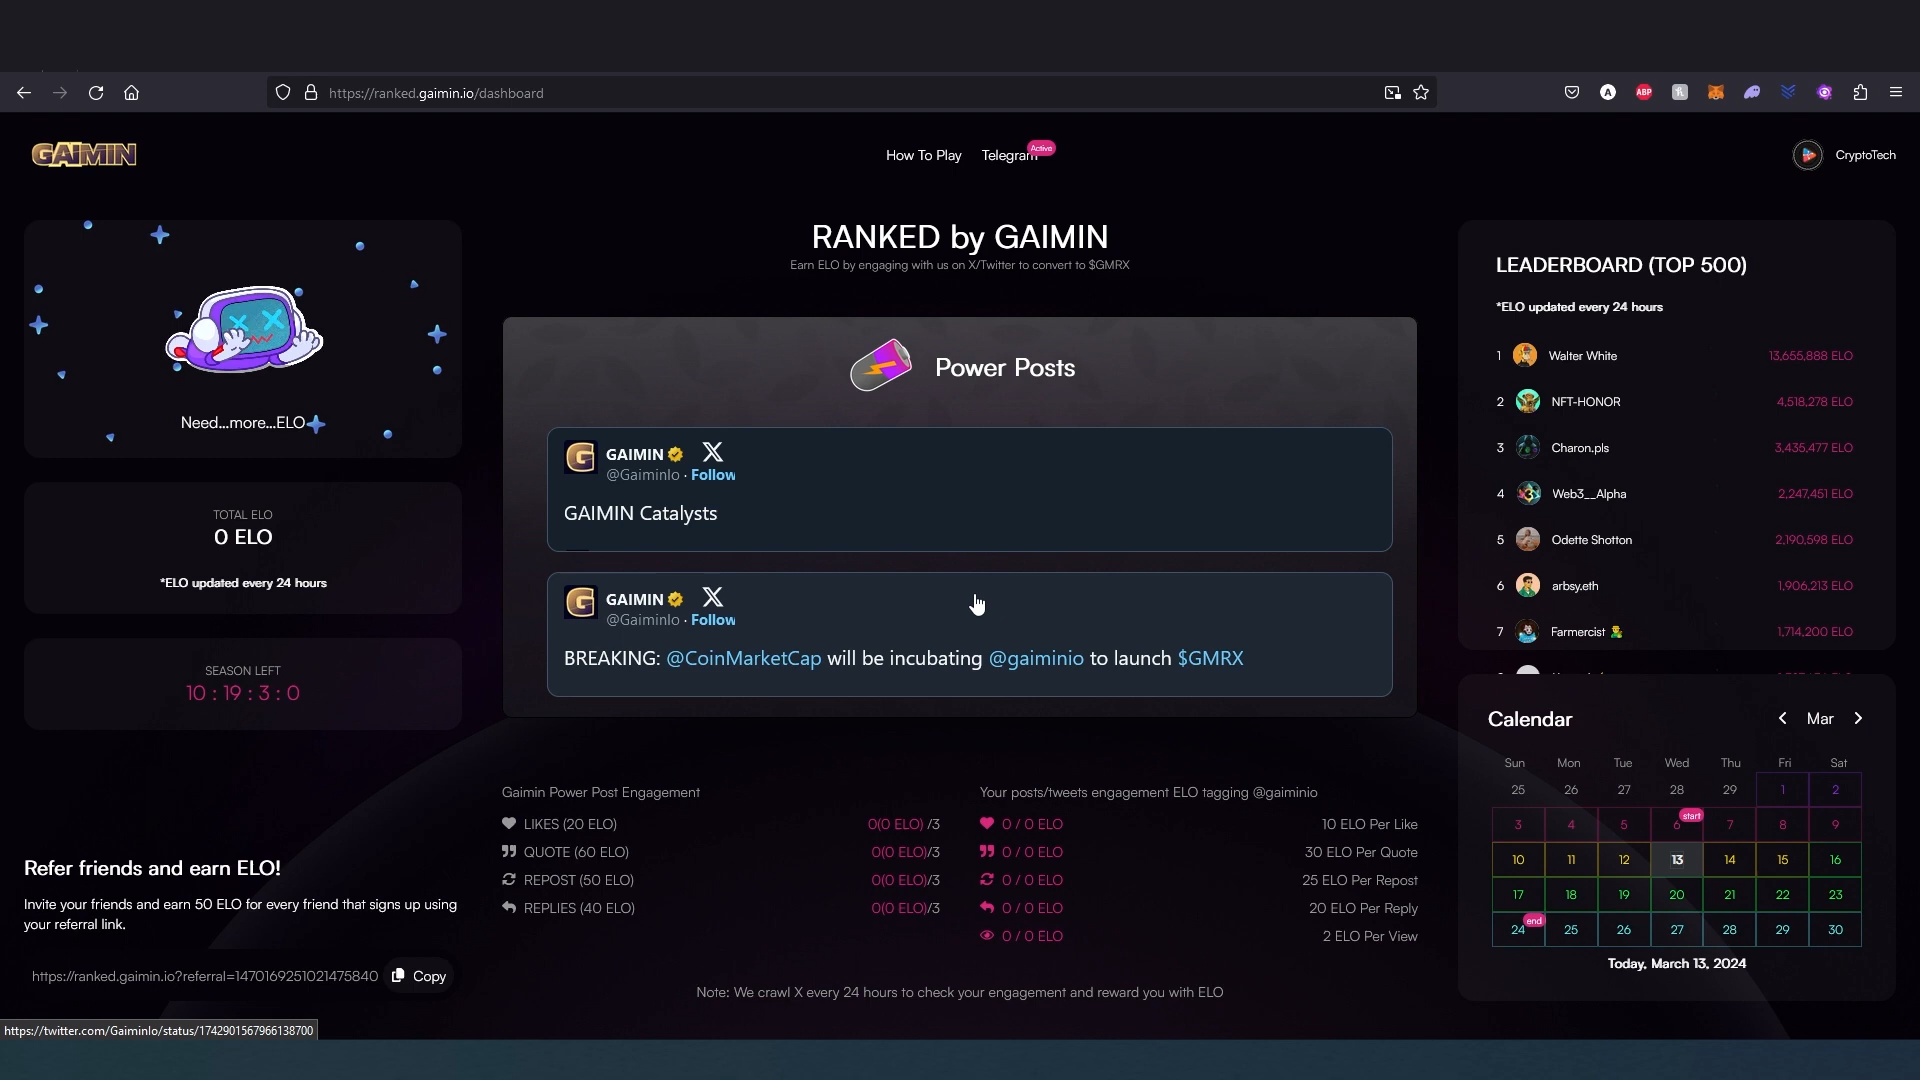 https://ranked.gaimin.io/dashboard
ABP
GAIMIN
How To Play
Telegram
Active
CryptoTech
Need...more...ELO
TOTAL ELO
0 ELO
*ELO updated every 24 hours
SEASON LEFT
10 : 19 : 3 : 0
Refer friends and earn ELO!
Invite your friends and earn 50 ELO for every friend that signs up using
your referral link.
https://ranked.gaimin.io?referral=1470169251021475840
Copy
https://twitter.com/GaiminIo/status/1742901567966138700
RANKED by GAIMIN
Earn ELO by engaging with us on X/Twitter to convert to $GMRX
Power Posts
GAIMIN
@GaiminIo · Follow
GAIMIN Catalysts
GAIMIN
@GaiminIo · Follow
BREAKING: @CoinMarketCap will be incubating @gaiminio to launch $GMRX
Gaimin Power Post Engagement
LIKES (20 ELO) 0(0 ELO) /3
QUOTE (60 ELO) 0(0 ELO)/3
REPOST (50 ELO) 0(0 ELO)/3
REPLIES (40 ELO) 0(0 ELO)/3
Your posts/tweets engagement ELO tagging @gaiminio
0 / 0 ELO 10 ELO Per Like
0 / 0 ELO 30 ELO Per Quote
0 / 0 ELO 25 ELO Per Repost
0 / 0 ELO 20 ELO Per Reply
0 / 0 ELO 2 ELO Per View
Note: We crawl X every 24 hours to check your engagement and reward you with ELO
LEADERBOARD (TOP 500)
*ELO updated every 24 hours
1 Walter White 13,655,888 ELO
2 NFT-HONOR 4,518,278 ELO
3 Charon.pls 3,435,477 ELO
4 Web3__Alpha 2,247,451 ELO
5 Odette Shotton 2,190,598 ELO
6 arbsy.eth 1,906,213 ELO
7 Farmercist 1,714,200 ELO
Calendar
Mar
Sun Mon Tue Wed Thu Fri Sat
25 26 27 28 29 1 2
start
3 4 5 6 7 8 9
10 11 12 13 14 15 16
17 18 19 20 21 22 23
end
24 25 26 27 28 29 30
Today, March 13, 2024